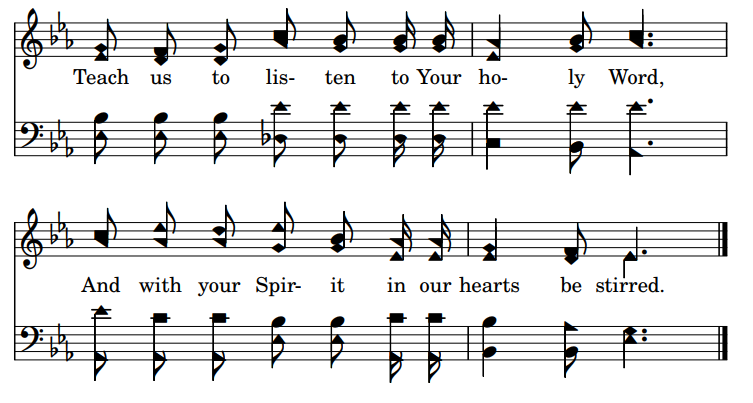 Teach us to lis- ten to Your ho- ly Word,
And with your Spir- it in our hearts be stirred.